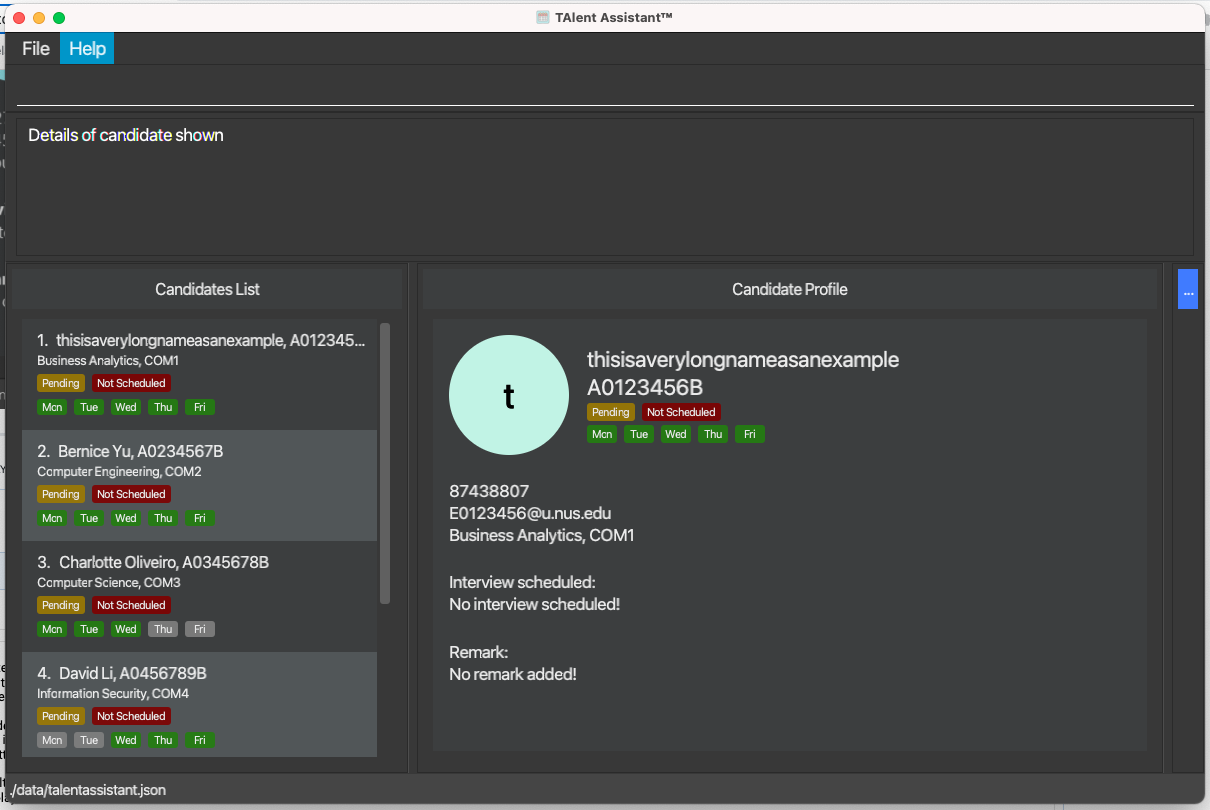 TAlent Assistant™
File Help
Details of candidate shown
Candidates List
1. thisisaverylongnameasanexample, A012345...
Business Analytics, COM1
Pending Not Scheduled
Mon Tue Wed Thu Fri
2. Bernice Yu, A0234567B
Computer Engineering, COM2
Pending Not Scheduled
Mon Tue Wed Thu Fri
3. Charlotte Oliveiro, A0345678B
Computer Science, COM3
Pending Not Scheduled
Mon Tue Wed Thu Fri
4. David Li, A0456789B
Information Security, COM4
Pending Not Scheduled
Mon Tue Wed Thu Fri
Candidate Profile
t
thisisaverylongnameasanexample
A0123456B
Pending Not Scheduled
Mon Tue Wed Thu Fri
87438807
E0123456@u.nus.edu
Business Analytics, COM1
Interview scheduled:
No interview scheduled!
Remark:
No remark added!
...
./data/talentassistant.json